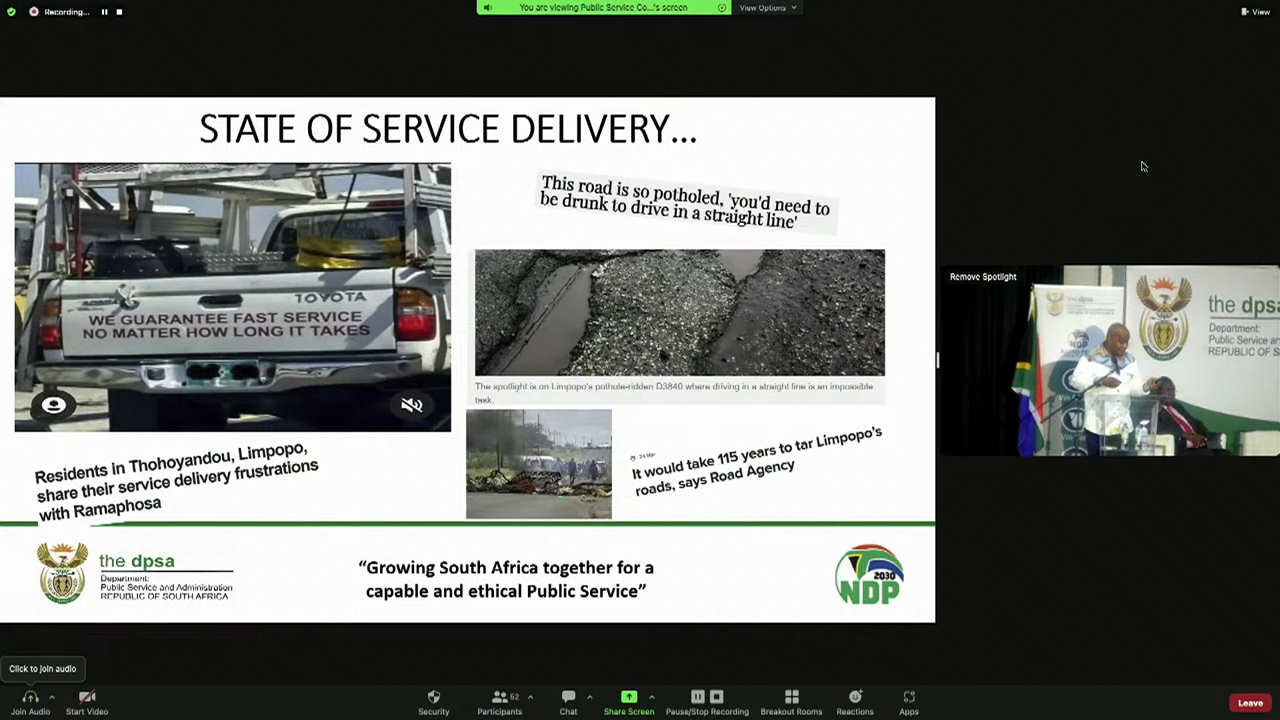 Recording...
You are viewing Public Service Co...'s screen
View Options
View
STATE OF SERVICE DELIVERY...
TOYOTA
WE GUARANTEE FAST SERVICE
NO MATTER HOW LONG IT TAKES
This road is so potholed, 'you'd need to
be drunk to drive in a straight line'
The spotlight is on Limpopo's pothole-ridden D3840 where driving in a straight line is an impossible
task.
Residents in Thohoyandou, Limpopo,
share their service delivery frustrations
with Ramaphosa
It would take 115 years to tar Limpopo's
roads, says Road Agency
the dpsa
Department:
Public Service and Administration
REPUBLIC OF SOUTH AFRICA
“Growing South Africa together for a
capable and ethical Public Service”
2030
NDP
Remove Spotlight
NDP
the dpsa
Department:
Public Service a
REPUBLIC OF S
Click to join audio
Join Audio
Start Video
Security
62
Participants
Chat
Share Screen
Pause/Stop Recording
Breakout Rooms
Reactions
Apps
Leave